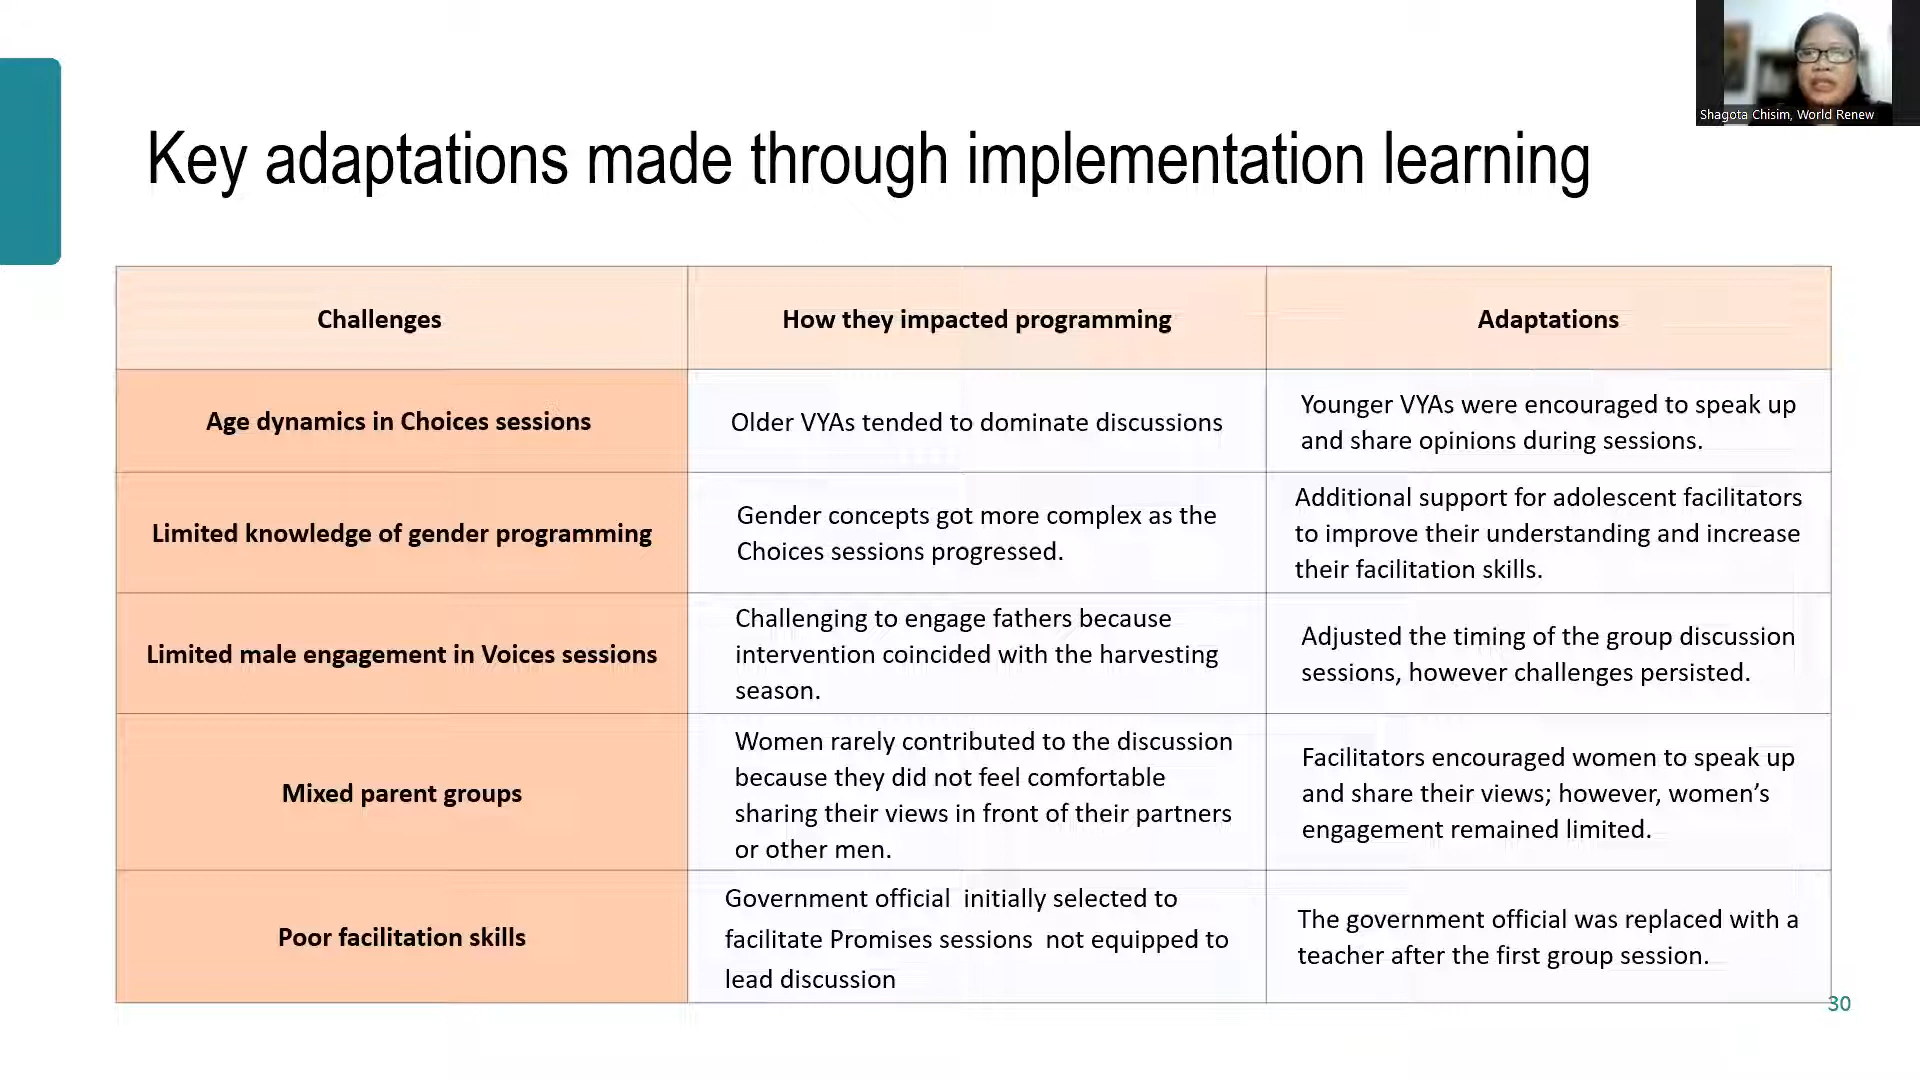 Shagota Chisim, World Renew
Key adaptations made through implementation learning
Challenges
How they impacted programming
Adaptations
Age dynamics in Choices sessions
Older VYAs tended to dominate discussions
Younger VYAs were encouraged to speak up
and share opinions during sessions.
Limited knowledge of gender programming
Gender concepts got more complex as the
Choices sessions progressed.
Additional support for adolescent facilitators
to improve their understanding and increase
their facilitation skills.
Limited male engagement in Voices sessions
Challenging to engage fathers because
intervention coincided with the harvesting
season.
Adjusted the timing of the group discussion
sessions, however challenges persisted.
Mixed parent groups
Women rarely contributed to the discussion
because they did not feel comfortable
sharing their views in front of their partners
or other men.
Facilitators encouraged women to speak up
and share their views; however, women’s
engagement remained limited.
Poor facilitation skills
Government official  initially selected to
facilitate Promises sessions  not equipped to
lead discussion
The government official was replaced with a
teacher after the first group session.
30